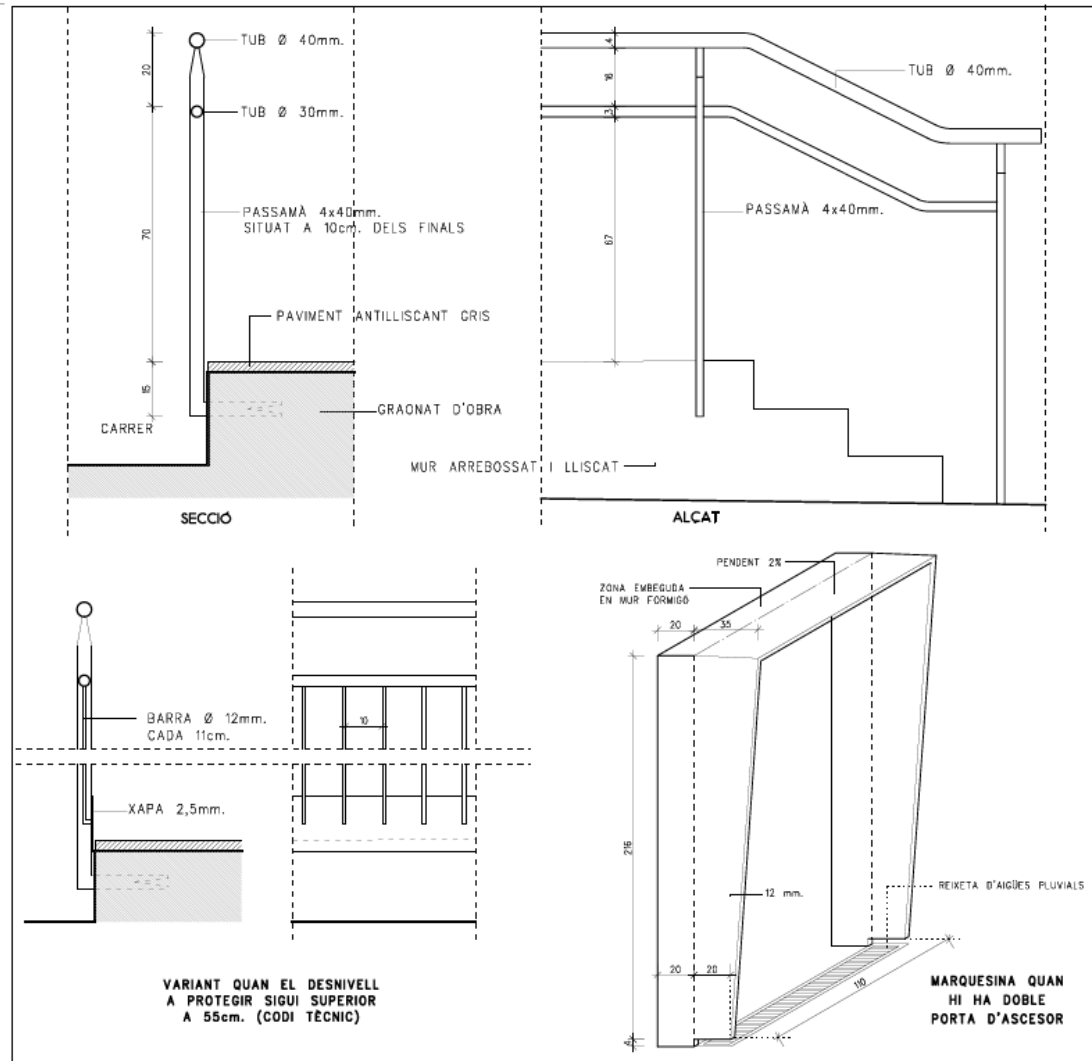 TUB Ø 40mm.
20
TUB Ø 30mm.
PASSAMÀ 4x40mm.
SITUAT A 10cm. DELS FINALS
70
PAVIMENT ANTILLISCANT GRIS
15
GRAONAT D'OBRA
CARRER
SECCIÓ
4
16
TUB Ø 40mm.
3
PASSAMÀ 4x40mm.
67
MUR ARREBOSSAT I LLISCAT
ALÇAT
BARRA Ø 12mm.
CADA 11cm.
10
XAPA 2,5mm.
VARIANT QUAN EL DESNIVELL
A PROTEGIR SIGUI SUPERIOR
A 55cm. (CODI TÈCNIC)
PENDENT 2%
ZONA EMBEGUDA
EN MUR FORMIGÓ
20
35
216
12 mm.
REIXETA D'AIGÜES PLUVIALS
20
20
110
4
MARQUESINA QUAN
HI HA DOBLE
PORTA D'ASCESOR